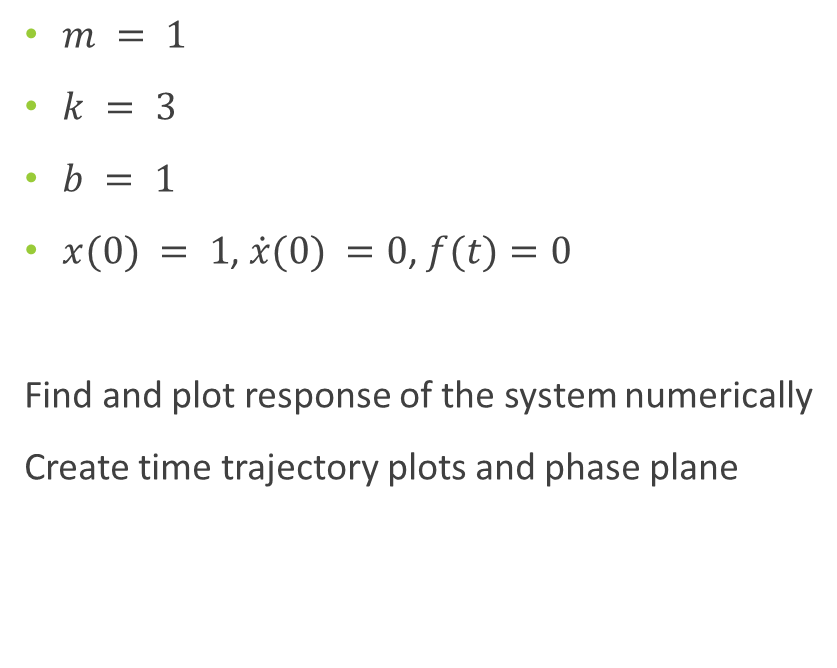 • m = 1
• k = 3
• b = 1
• x(0) = 1, ẋ(0) = 0, f(t) = 0
Find and plot response of the system numerically
Create time trajectory plots and phase plane